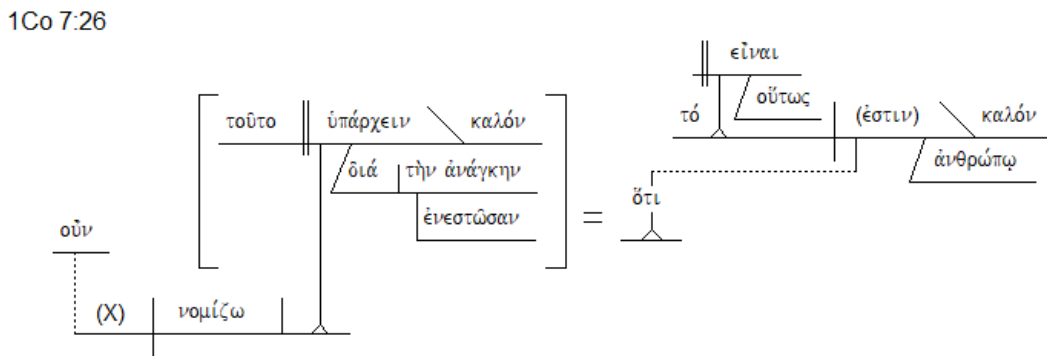 1Co 7:26
εἶναι
οὕτως
τό (ἐστιν) καλόν
ἀνθρώπῳ
ὅτι
τοῦτο ὑπάρχειν καλόν
διά τὴν ἀνάγκην
ἐνεστῶσαν
=
οὖν
(X) νομίζω